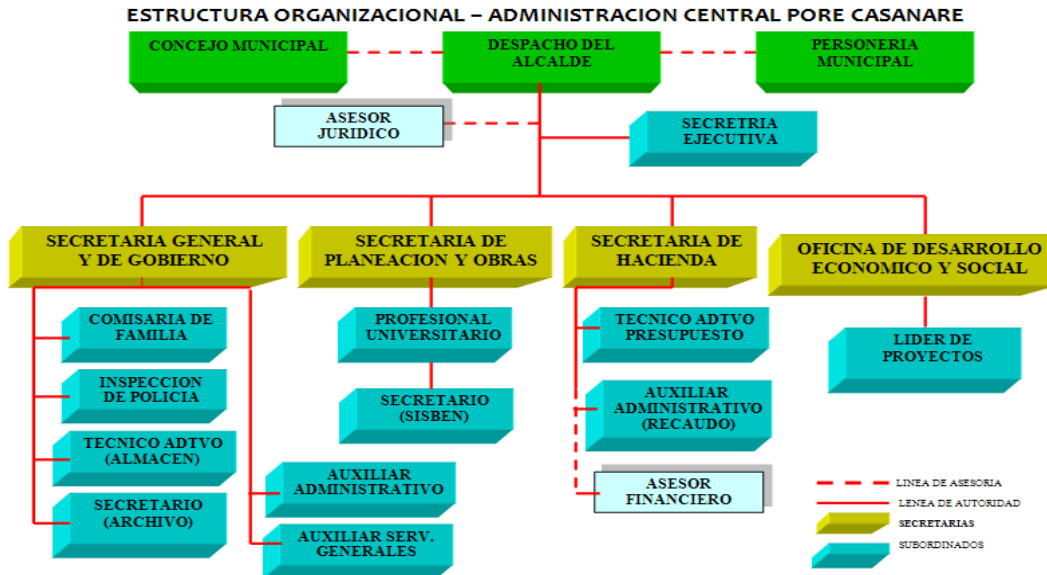 ESTRUCTURA ORGANIZACIONAL – ADMINISTRACION CENTRAL PORE CASANARE
CONCEJO MUNICIPAL
DESPACHO DEL
ALCALDE
PERSONERIA
MUNICIPAL
ASESOR
JURIDICO
SECRETRIA
EJECUTIVA
SECRETARIA GENERAL
Y DE GOBIERNO
SECRETARIA DE
PLANEACION Y OBRAS
SECRETARIA DE
HACIENDA
OFICINA DE DESARROLLO
ECONOMICO Y SOCIAL
COMISARIA DE
FAMILIA
INSPECCION
DE POLICIA
TECNICO ADTVO
(ALMACEN)
SECRETARIO
(ARCHIVO)
AUXILIAR
ADMINISTRATIVO
AUXILIAR SERV.
GENERALES
PROFESIONAL
UNIVERSITARIO
SECRETARIO
(SISBEN)
TECNICO ADTVO
PRESUPUESTO
AUXILIAR
ADMINISTRATIVO
(RECAUDO)
ASESOR
FINANCIERO
LIDER DE
PROYECTOS
LINEA DE ASESORIA
LENEA DE AUTORIDAD
SECRETARIAS
SUBORDINADOS